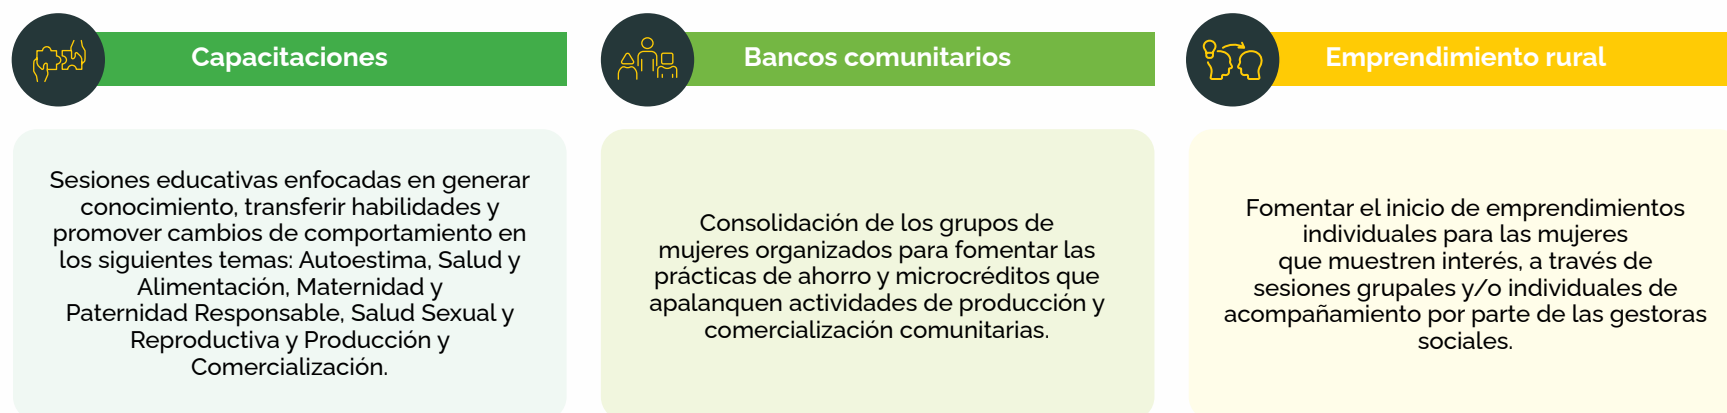 Capacitaciones
Sesiones educativas enfocadas en generar
conocimiento, transferir habilidades y
promover cambios de comportamiento en
los siguientes temas: Autoestima, Salud y
Alimentación, Maternidad y
Paternidad Responsable, Salud Sexual y
Reproductiva y Producción y
Comercialización.
Bancos comunitarios
Consolidación de los grupos de
mujeres organizados para fomentar las
prácticas de ahorro y microcréditos que
apalanquen actividades de producción y
comercialización comunitarias.
Emprendimiento rural
Fomentar el inicio de emprendimientos
individuales para las mujeres
que muestren interés, a través de
sesiones grupales y/o individuales de
acompañamiento por parte de las gestoras
sociales.